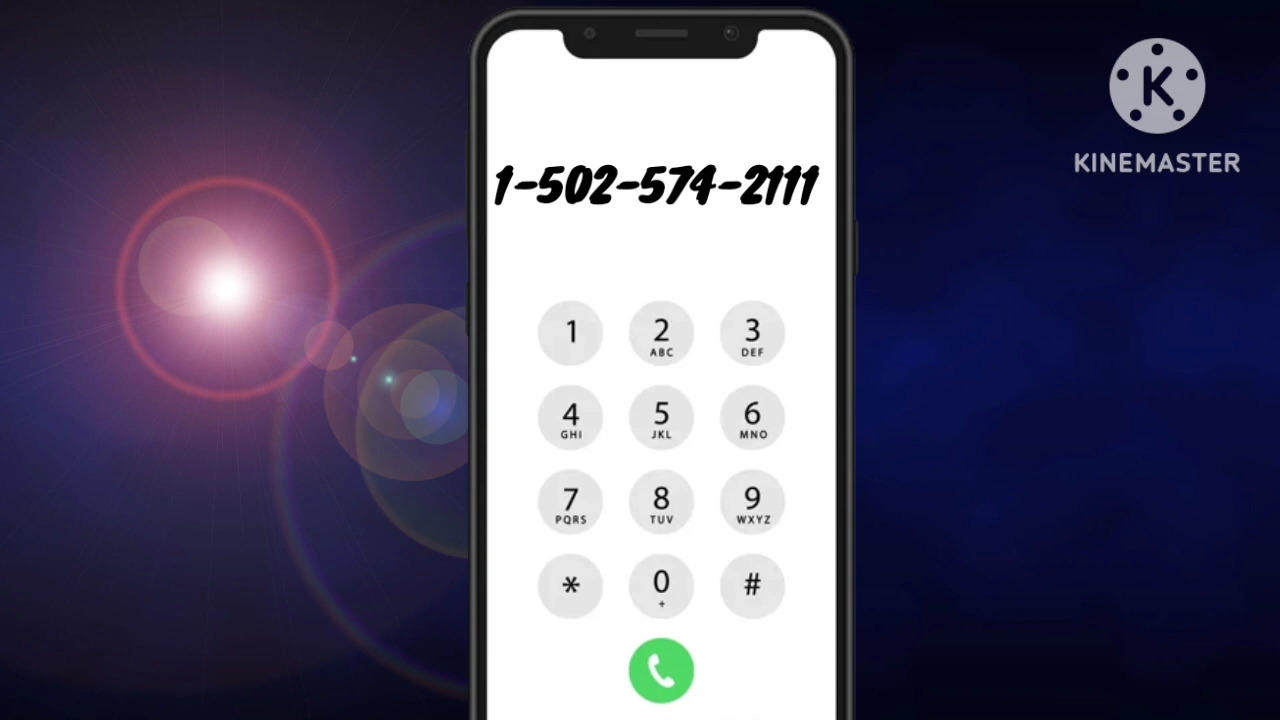 KINEMASTER
1-502-574-2111
1
2
ABC
3
DEF
4
GHI
5
JKL
6
MNO
7
PQRS
8
TUV
9
WXYZ
*
0
+
#